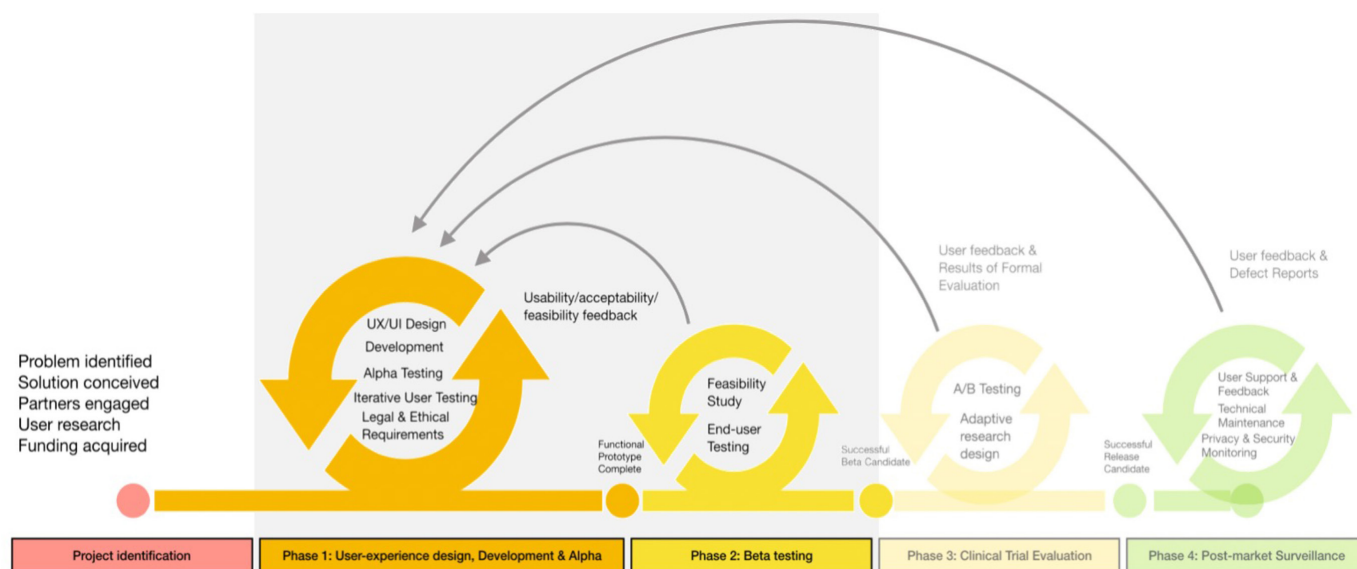 Problem identified
Solution conceived
Partners engaged
User research
Funding acquired
UX/UI Design
Development
Alpha Testing
Iterative User Testing
Legal & Ethical
Requirements
Usability/acceptability/
feasibility feedback
Functional
Prototype
Complete
Feasibility
Study
End-user
Testing
Successful
Beta Candidate
User feedback &
Results of Formal
Evaluation
A/B Testing
Adaptive
research
design
Successful
Release
Candidate
User feedback &
Defect Reports
User Support &
Feedback
Technical
Maintenance
Privacy & Security
Monitoring
Project identification
Phase 1: User-experience design, Development & Alpha
Phase 2: Beta testing
Phase 3: Clinical Trial Evaluation
Phase 4: Post-market Surveillance